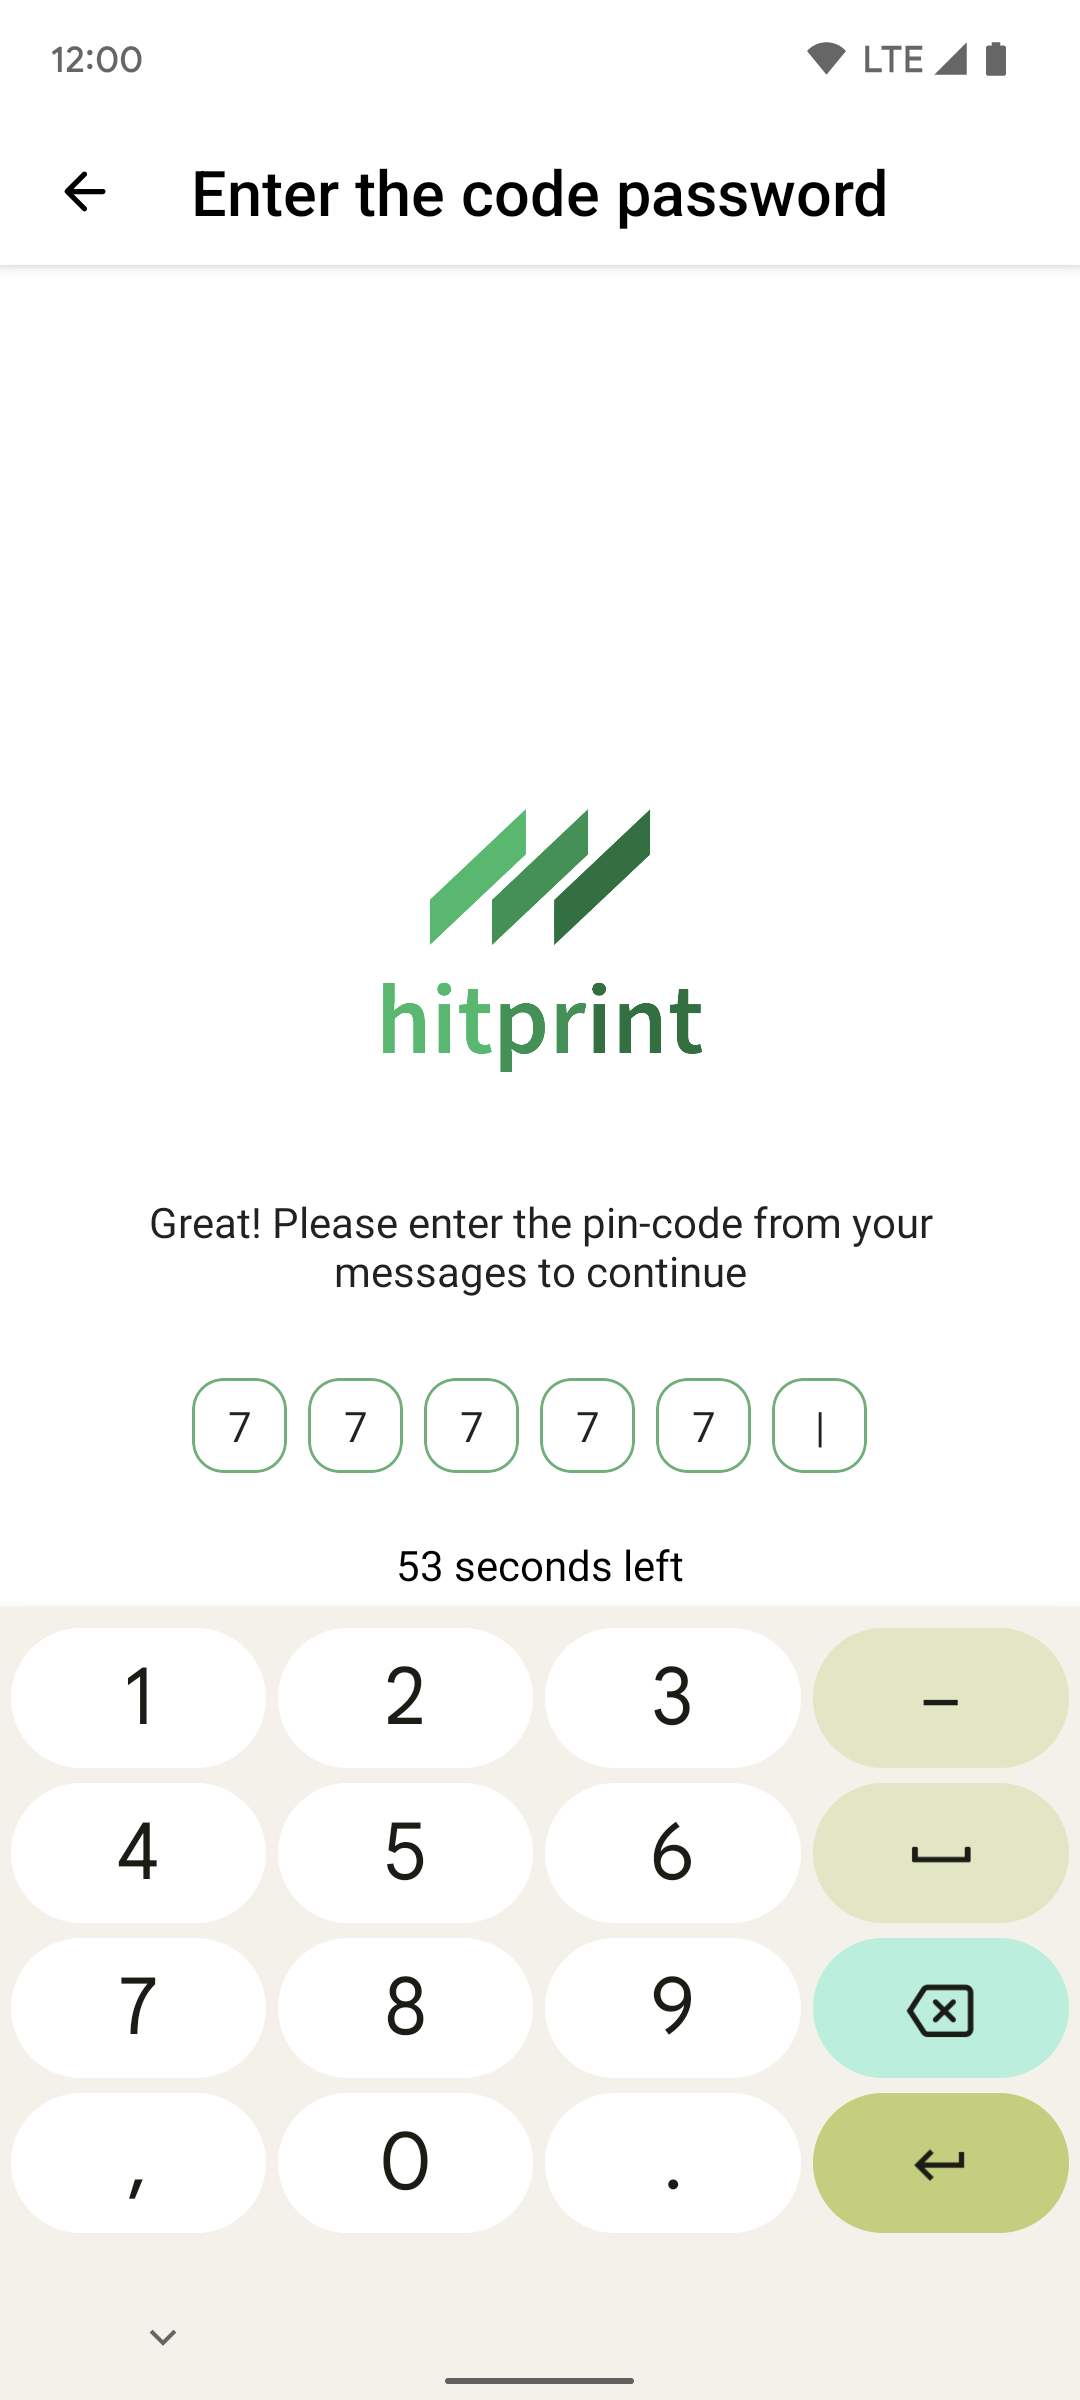 12:00 LTE
Enter the code password
hitprint
Great! Please enter the pin-code from your
messages to continue
7 7 7 7 7 |
53 seconds left
1 2 3 –
4 5 6
7 8 9
, 0 .